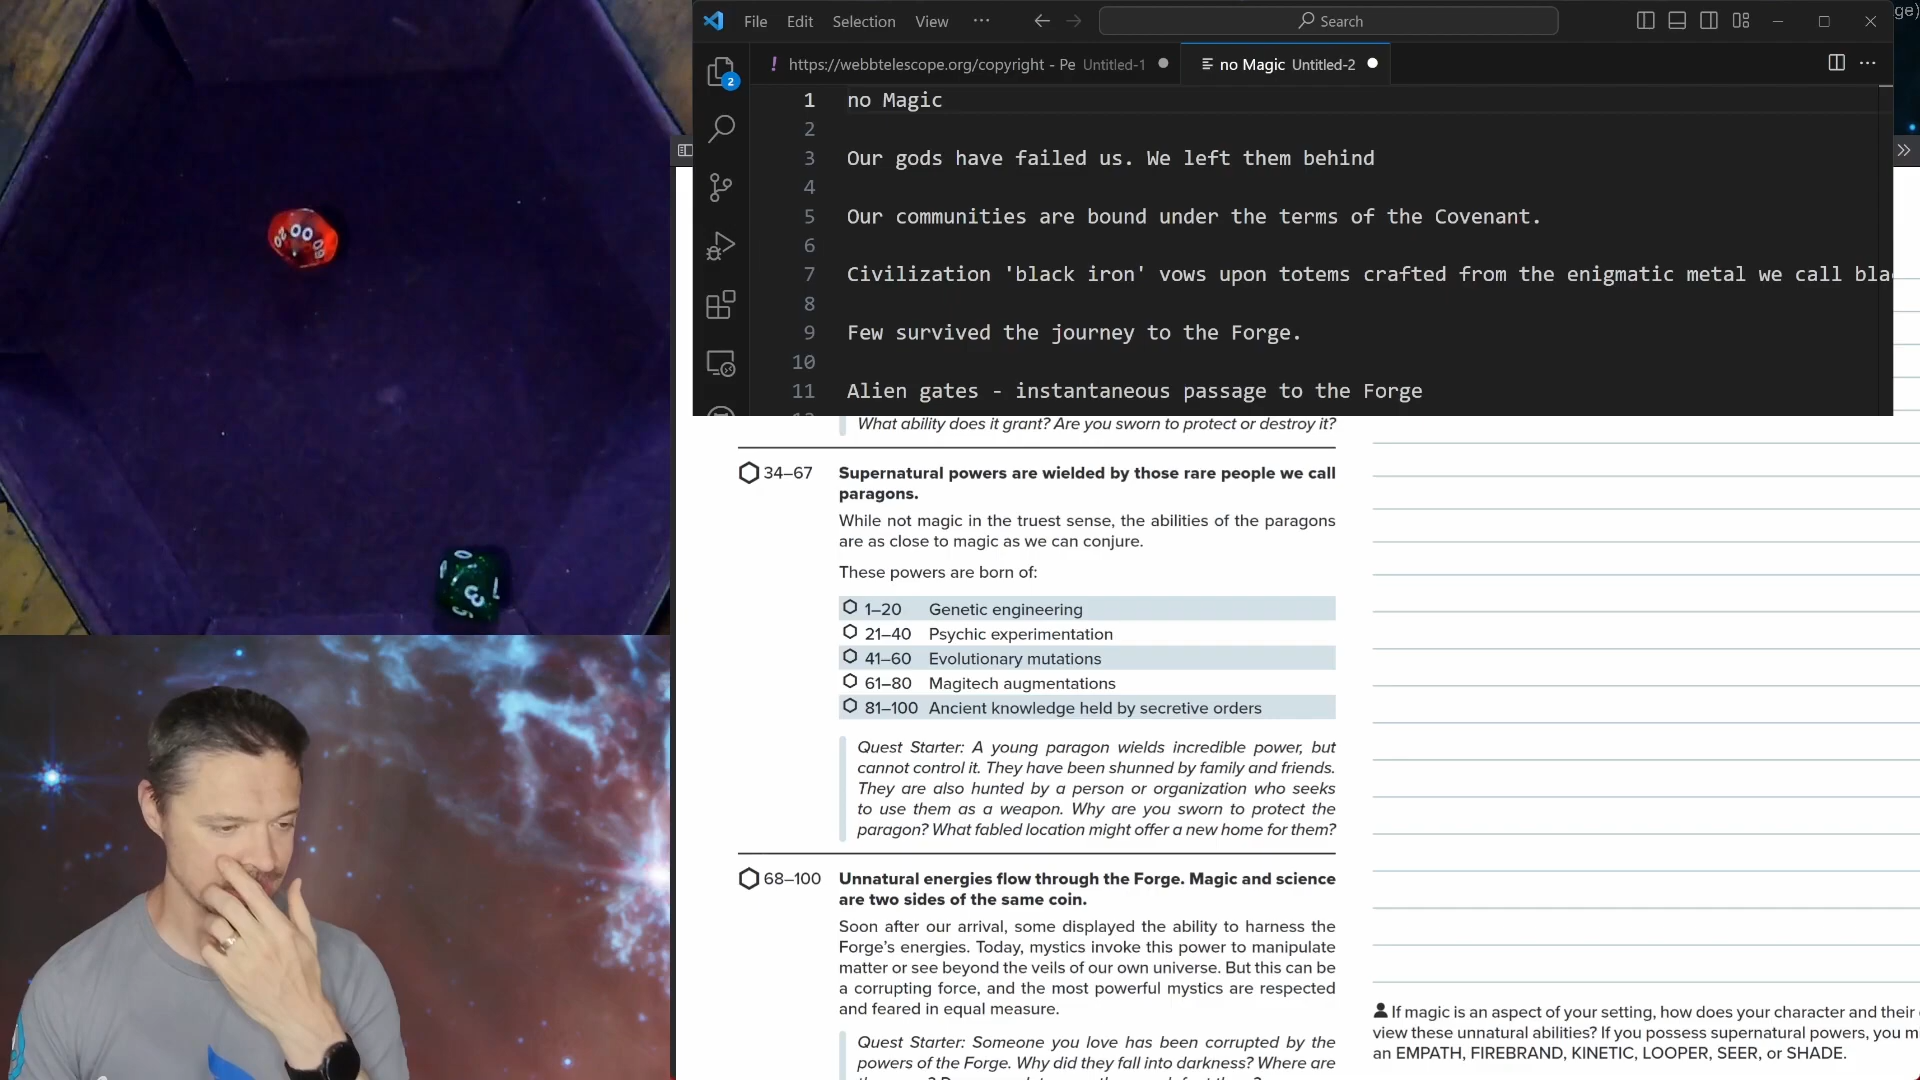 20 00 60
0 1 3 5
File Edit Selection View ··· Search
https://webbtelescope.org/copyright - Pe Untitled-1
no Magic Untitled-2
2
1 no Magic
2
3 Our gods have failed us. We left them behind
4
5 Our communities are bound under the terms of the Covenant.
6
7 Civilization 'black iron' vows upon totems crafted from the enigmatic metal we call bla
8
9 Few survived the journey to the Forge.
10
11 Alien gates - instantaneous passage to the Forge
ge)
What ability does it grant? Are you sworn to protect or destroy it?
34–67 Supernatural powers are wielded by those rare people we call
paragons.
While not magic in the truest sense, the abilities of the paragons
are as close to magic as we can conjure.
These powers are born of:
1–20 Genetic engineering
21–40 Psychic experimentation
41–60 Evolutionary mutations
61–80 Magitech augmentations
81–100 Ancient knowledge held by secretive orders
Quest Starter: A young paragon wields incredible power, but
cannot control it. They have been shunned by family and friends.
They are also hunted by a person or organization who seeks
to use them as a weapon. Why are you sworn to protect the
paragon? What fabled location might offer a new home for them?
68–100 Unnatural energies flow through the Forge. Magic and science
are two sides of the same coin.
Soon after our arrival, some displayed the ability to harness the
Forge's energies. Today, mystics invoke this power to manipulate
matter or see beyond the veils of our own universe. But this can be
a corrupting force, and the most powerful mystics are respected
and feared in equal measure.
Quest Starter: Someone you love has been corrupted by the
powers of the Forge. Why did they fall into darkness? Where are
If magic is an aspect of your setting, how does your character and their
view these unnatural abilities? If you possess supernatural powers, you m
an EMPATH, FIREBRAND, KINETIC, LOOPER, SEER, or SHADE.